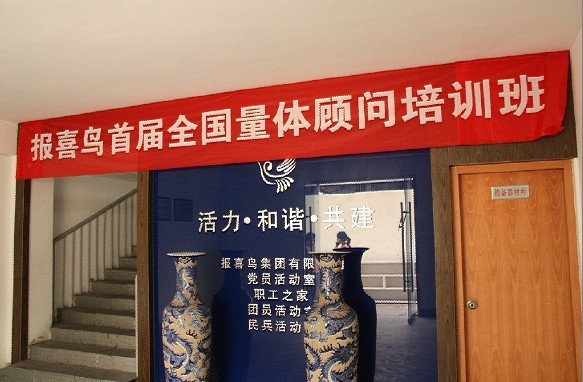 报喜鸟首届全国量体顾问培训班
活力·和谐·共建
报喜鸟集团有限
党员活动室
职工之家
团员活动
民兵活动